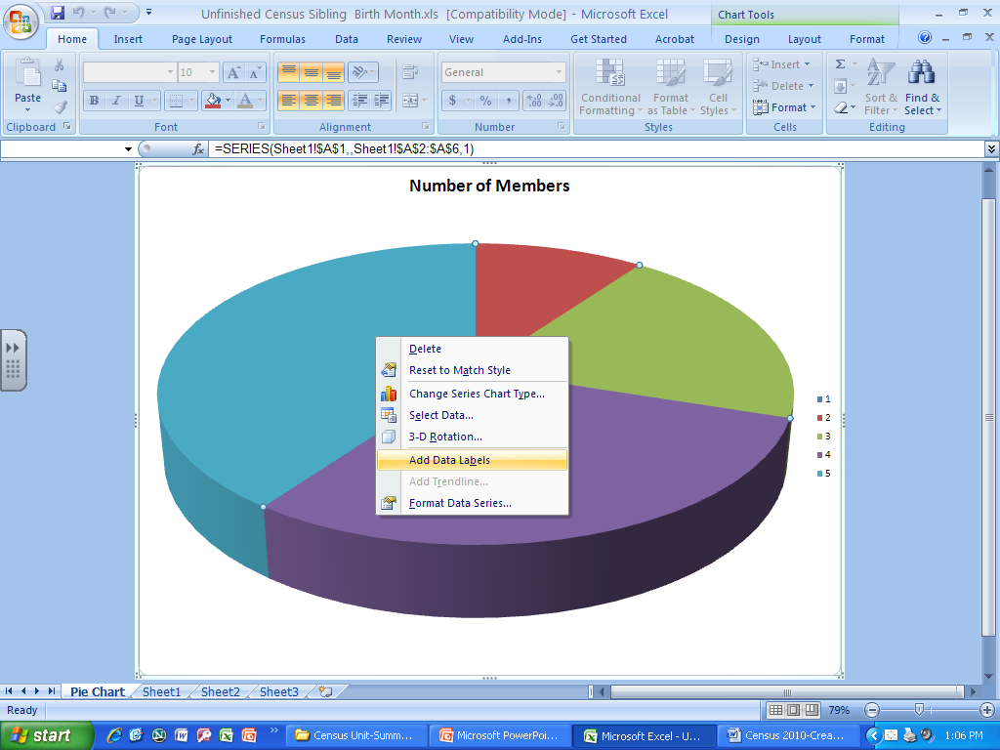 Unfinished Census Sibling  Birth Month.xls  [Compatibility Mode] - Microsoft Excel
Chart Tools
Home Insert Page Layout Formulas Data Review View Add-Ins Get Started Acrobat Design Layout Format
Paste
10
General
B I U
$ % ,
Conditional Formatting
Format as Table
Cell Styles
Insert
Delete
Format
Σ
Sort & Filter
Find & Select
Clipboard Font Alignment Number Styles Cells Editing
fx =SERIES(Sheet1!$A$1,,Sheet1!$A$2:$A$6,1)
Number of Members
Delete
Reset to Match Style
Change Series Chart Type...
Select Data...
3-D Rotation...
Add Data Labels
Add Trendline...
Format Data Series...
1
2
3
4
5
Pie Chart Sheet1 Sheet2 Sheet3
Ready
79%
start
Census Unit-Summ...
Microsoft PowerPoi...
Microsoft Excel - U...
Census 2010-Crea...
1:06 PM